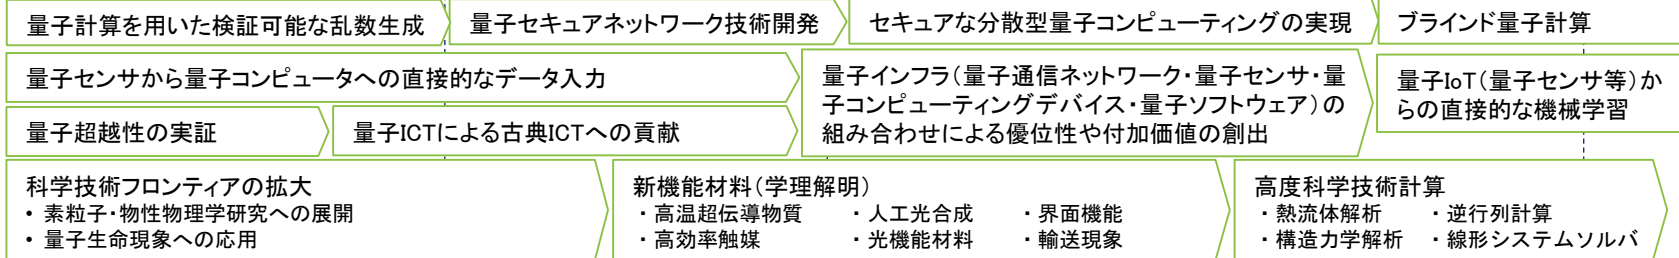 量子計算を用いた検証可能な乱数生成
量子セキュアネットワーク技術開発
セキュアな分散型量子コンピューティングの実現
ブラインド量子計算
量子センサから量子コンピュータへの直接的なデータ入力
量子インフラ（量子通信ネットワーク・量子センサ・量
子コンピューティングデバイス・量子ソフトウェア）の
組み合わせによる優位性や付加価値の創出
量子IoT（量子センサ等）か
らの直接的な機械学習
量子超越性の実証
量子ICTによる古典ICTへの貢献
科学技術フロンティアの拡大
• 素粒子・物性物理学研究への展開
• 量子生命現象への応用
新機能材料（学理解明）
・高温超伝導物質 ・人工光合成 ・界面機能
・高効率触媒 ・光機能材料 ・輸送現象
高度科学技術計算
・熱流体解析 ・逆行列計算
・構造力学解析 ・線形システムソルバ